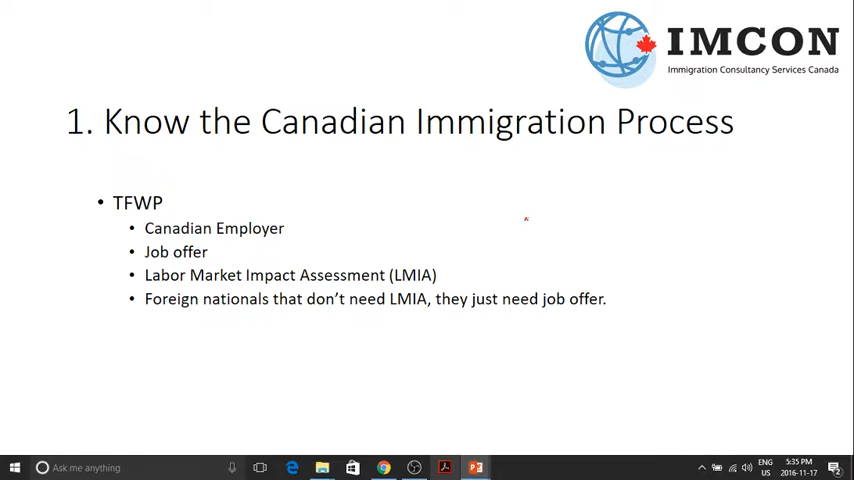 IMCON
Immigration Consultancy Services Canada
1. Know the Canadian Immigration Process
• TFWP
• Canadian Employer
• Job offer
• Labor Market Impact Assessment (LMIA)
• Foreign nationals that don’t need LMIA, they just need job offer.
Ask me anything
ENG
US
5:35 PM
2016-11-17
2